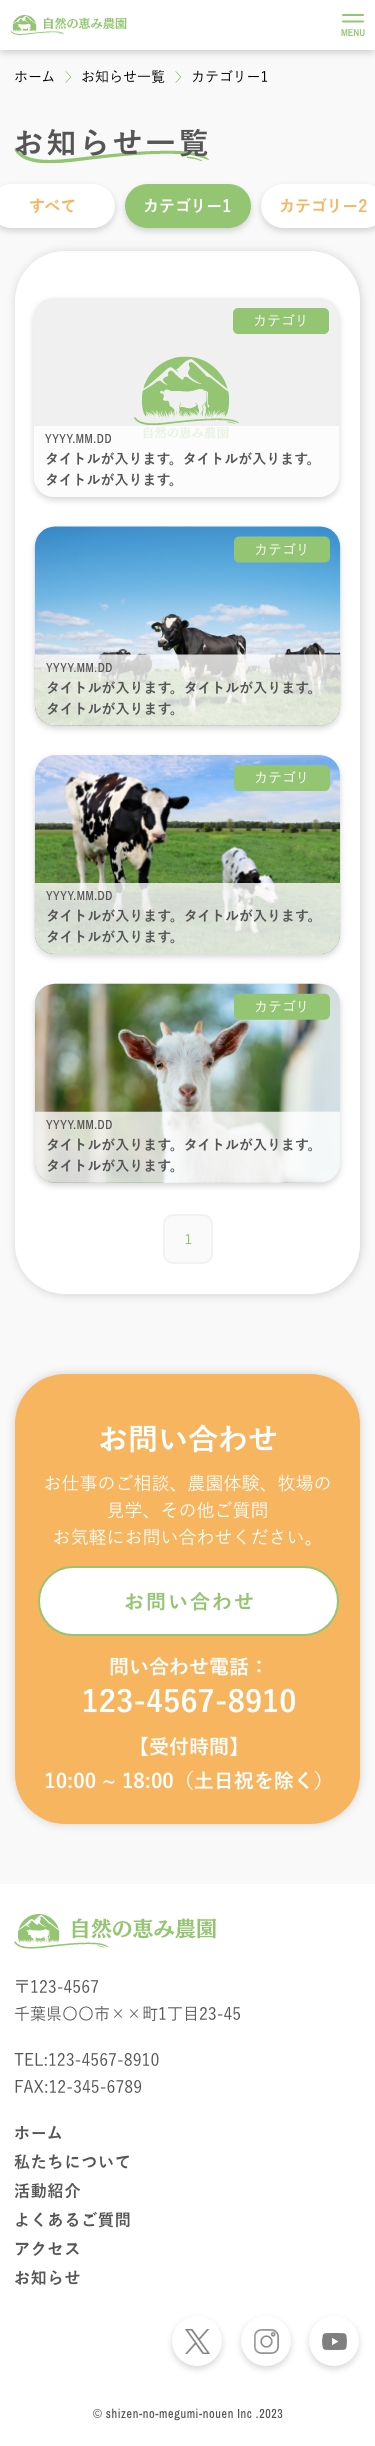 自然の恵み農園
MENU
ホーム > お知らせ一覧 > カテゴリー1
お知らせ一覧
すべて カテゴリー1 カテゴリー2
カテゴリ
自然の恵み農園
YYYY.MM.DD
タイトルが入ります。タイトルが入ります。
タイトルが入ります。
カテゴリ
YYYY.MM.DD
タイトルが入ります。タイトルが入ります。
タイトルが入ります。
カテゴリ
YYYY.MM.DD
タイトルが入ります。タイトルが入ります。
タイトルが入ります。
カテゴリ
YYYY.MM.DD
タイトルが入ります。タイトルが入ります。
タイトルが入ります。
1
お問い合わせ
お仕事のご相談、農園体験、牧場の
見学、その他ご質問
お気軽にお問い合わせください。
お問い合わせ
問い合わせ電話：
123-4567-8910
【受付時間】
10:00 ~ 18:00（土日祝を除く）
自然の恵み農園
〒123-4567
千葉県〇〇市××町1丁目23-45
TEL:123-4567-8910
FAX:12-345-6789
ホーム
私たちについて
活動紹介
よくあるご質問
アクセス
お知らせ
© shizen-no-megumi-nouen Inc .2023